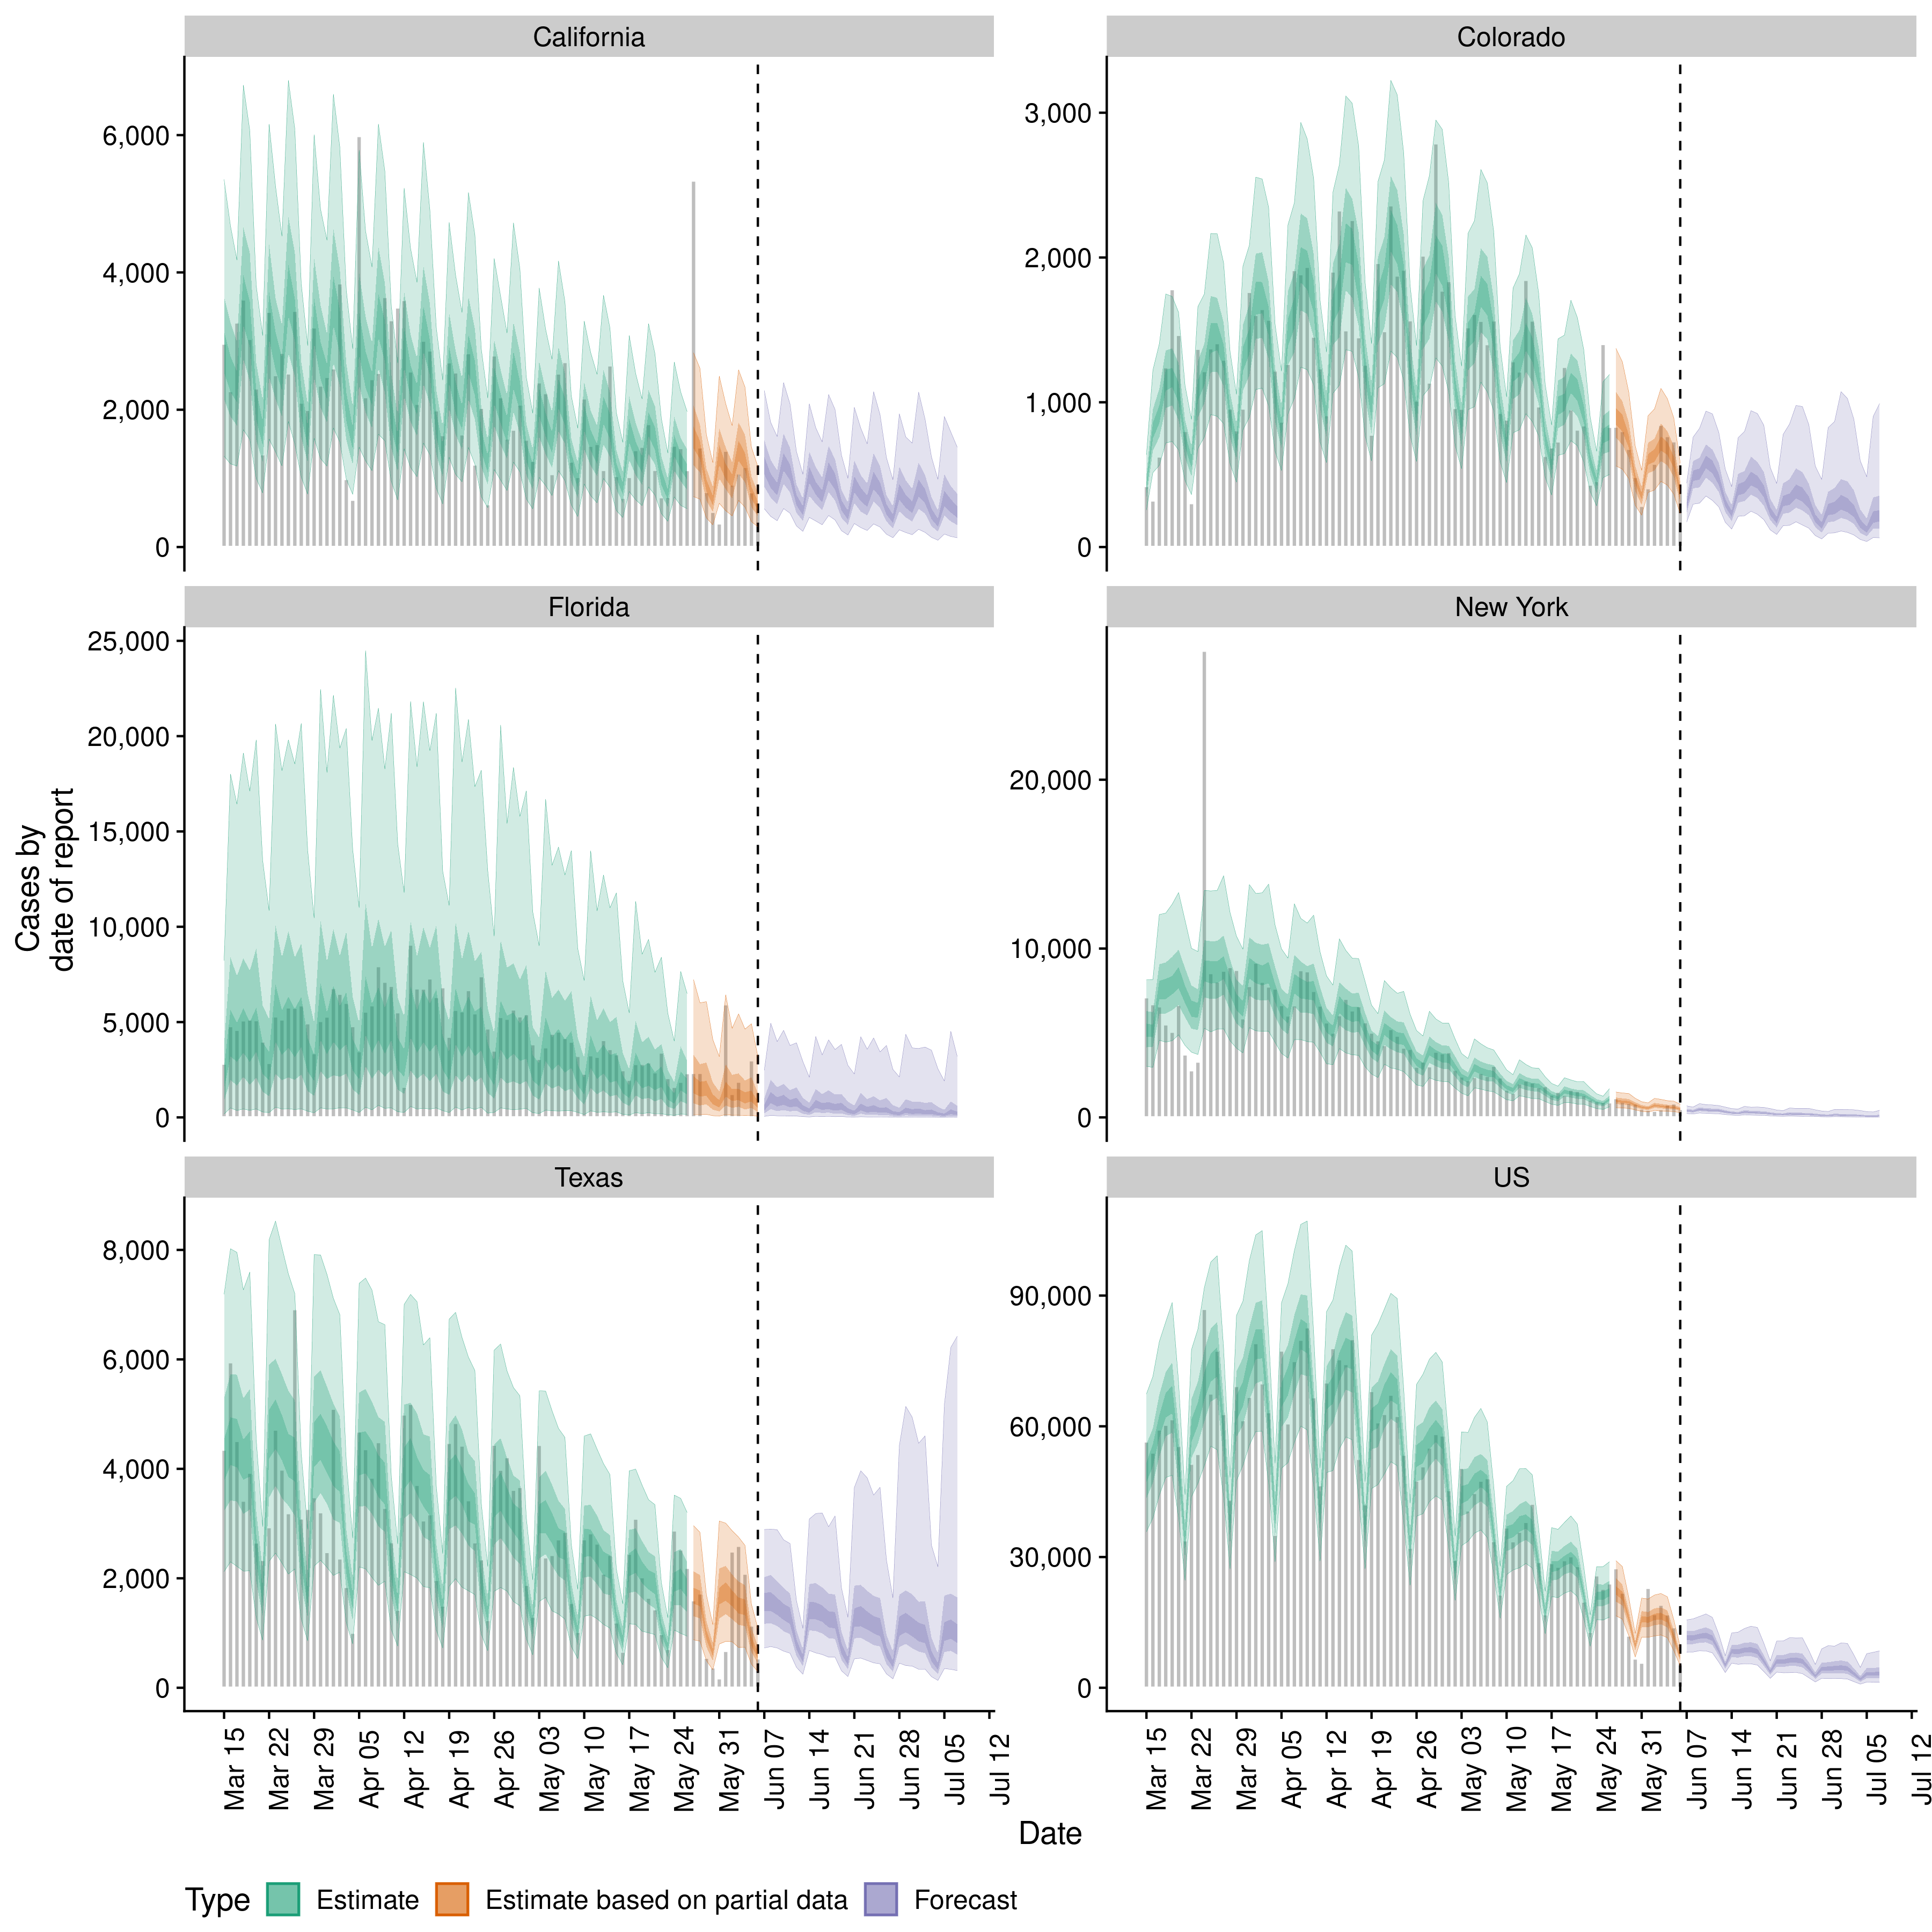 California
Colorado
6,000
4,000
2,000
0
3,000
2,000
1,000
0
Florida
New York
25,000
20,000
15,000
10,000
5,000
0
20,000
10,000
0
Cases by
date of report
Texas
US
8,000
6,000
4,000
2,000
0
90,000
60,000
30,000
0
Mar 15
Mar 22
Mar 29
Apr 05
Apr 12
Apr 19
Apr 26
May 03
May 10
May 17
May 24
May 31
Jun 07
Jun 14
Jun 21
Jun 28
Jul 05
Jul 12
Mar 15
Mar 22
Mar 29
Apr 05
Apr 12
Apr 19
Apr 26
May 03
May 10
May 17
May 24
May 31
Jun 07
Jun 14
Jun 21
Jun 28
Jul 05
Jul 12
Date
Type Estimate Estimate based on partial data Forecast